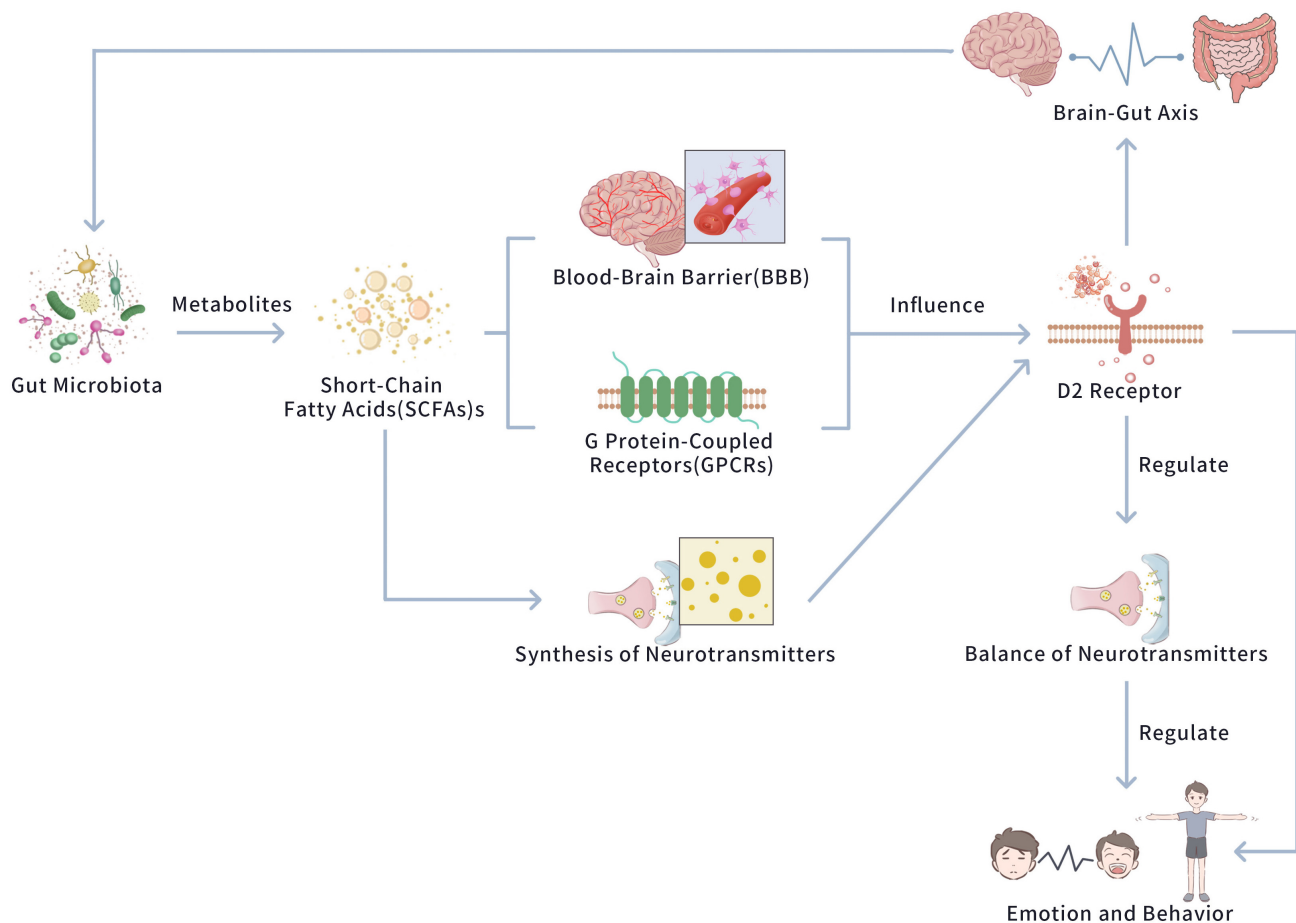 Brain-Gut Axis
Blood-Brain Barrier(BBB)
Metabolites
Influence
Gut Microbiota
Short-Chain
Fatty Acids(SCFAs)s
D2 Receptor
G Protein-Coupled
Receptors(GPCRs)
Regulate
Synthesis of Neurotransmitters
Balance of Neurotransmitters
Regulate
Emotion and Behavior